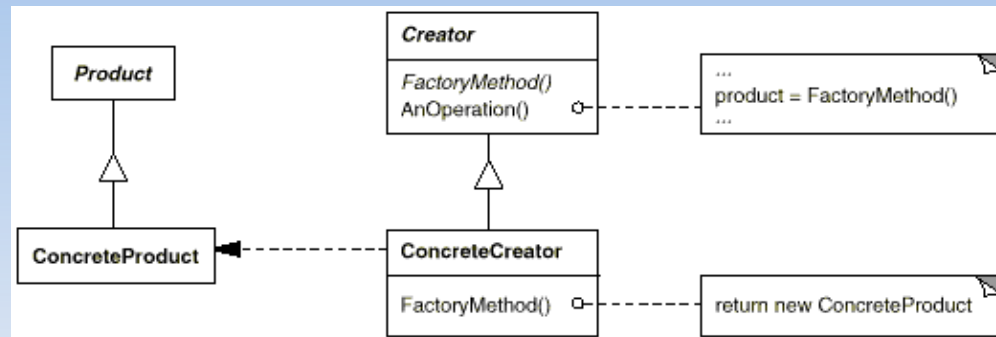 Creator
Product
FactoryMethod()
AnOperation()
...
product = FactoryMethod()
...
ConcreteProduct
ConcreteCreator
FactoryMethod()
return new ConcreteProduct